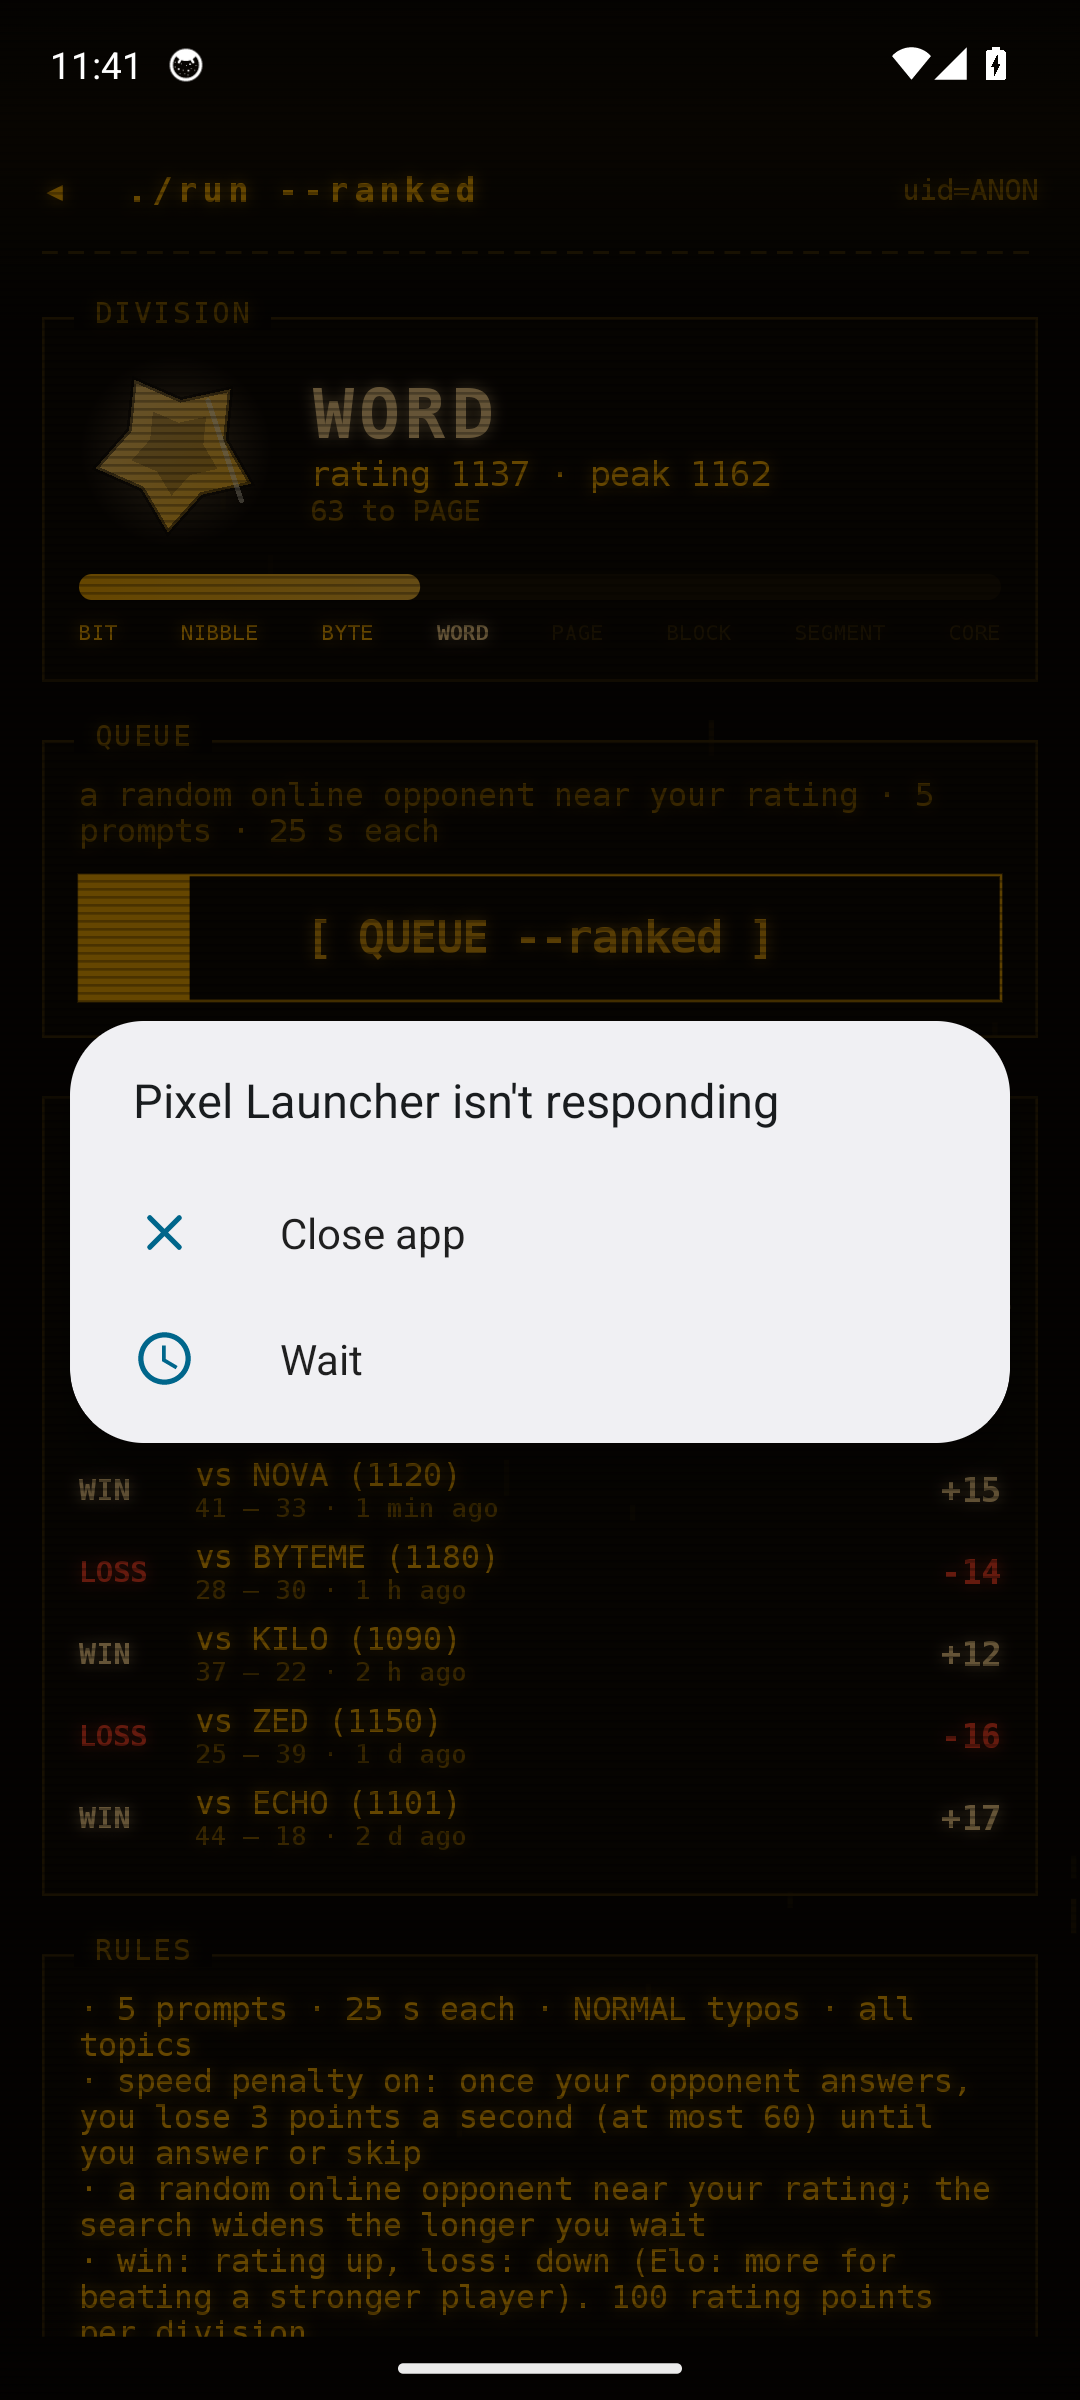 11:41
◂ ./run --ranked uid=ANON
DIVISION
WORD
rating 1137 · peak 1162
63 to PAGE
BIT NIBBLE BYTE WORD PAGE BLOCK SEGMENT CORE
QUEUE
a random online opponent near your rating · 5
prompts · 25 s each
[ QUEUE --ranked ]
Pixel Launcher isn't responding
Close app
Wait
WIN vs NOVA (1120) +15
41 – 33 · 1 min ago
LOSS vs BYTEME (1180) -14
28 – 30 · 1 h ago
WIN vs KILO (1090) +12
37 – 22 · 2 h ago
LOSS vs ZED (1150) -16
25 – 39 · 1 d ago
WIN vs ECHO (1101) +17
44 – 18 · 2 d ago
RULES
· 5 prompts · 25 s each · NORMAL typos · all
topics
· speed penalty on: once your opponent answers,
you lose 3 points a second (at most 60) until
you answer or skip
· a random online opponent near your rating; the
search widens the longer you wait
· win: rating up, loss: down (Elo: more for
beating a stronger player). 100 rating points
per division